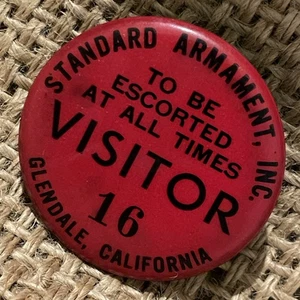 STANDARD ARMAMENT, INC.
TO BE
ESCORTED
AT ALL TIMES
VISITOR
16
GLENDALE, CALIFORNIA